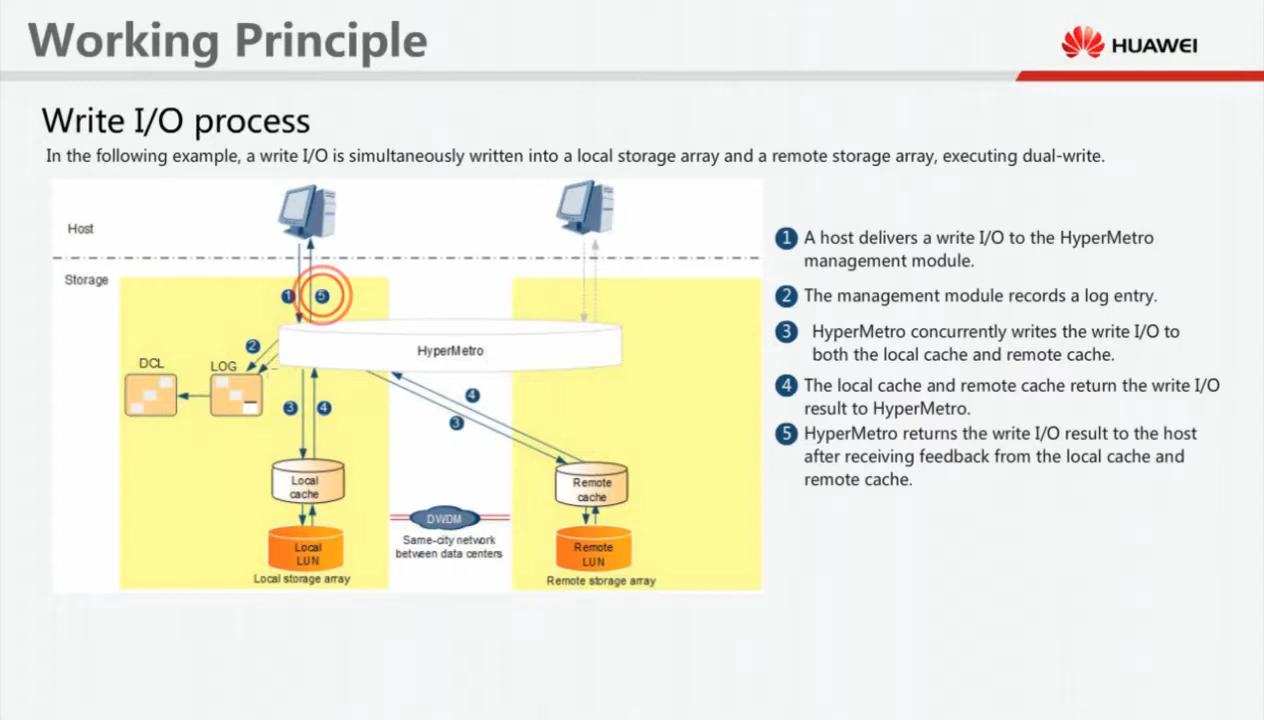 Working Principle
HUAWEI
Write I/O process
In the following example, a write I/O is simultaneously written into a local storage array and a remote storage array, executing dual-write.
Host
Storage
1
5
2
HyperMetro
DCL
LOG
3
4
4
3
Local
cache
Remote
cache
DWDM
Same-city network
between data centers
Local
LUN
Remote
LUN
Local storage array
Remote storage array
1 A host delivers a write I/O to the HyperMetro
management module.
2 The management module records a log entry.
3 HyperMetro concurrently writes the write I/O to
both the local cache and remote cache.
4 The local cache and remote cache return the write I/O
result to HyperMetro.
5 HyperMetro returns the write I/O result to the host
after receiving feedback from the local cache and
remote cache.